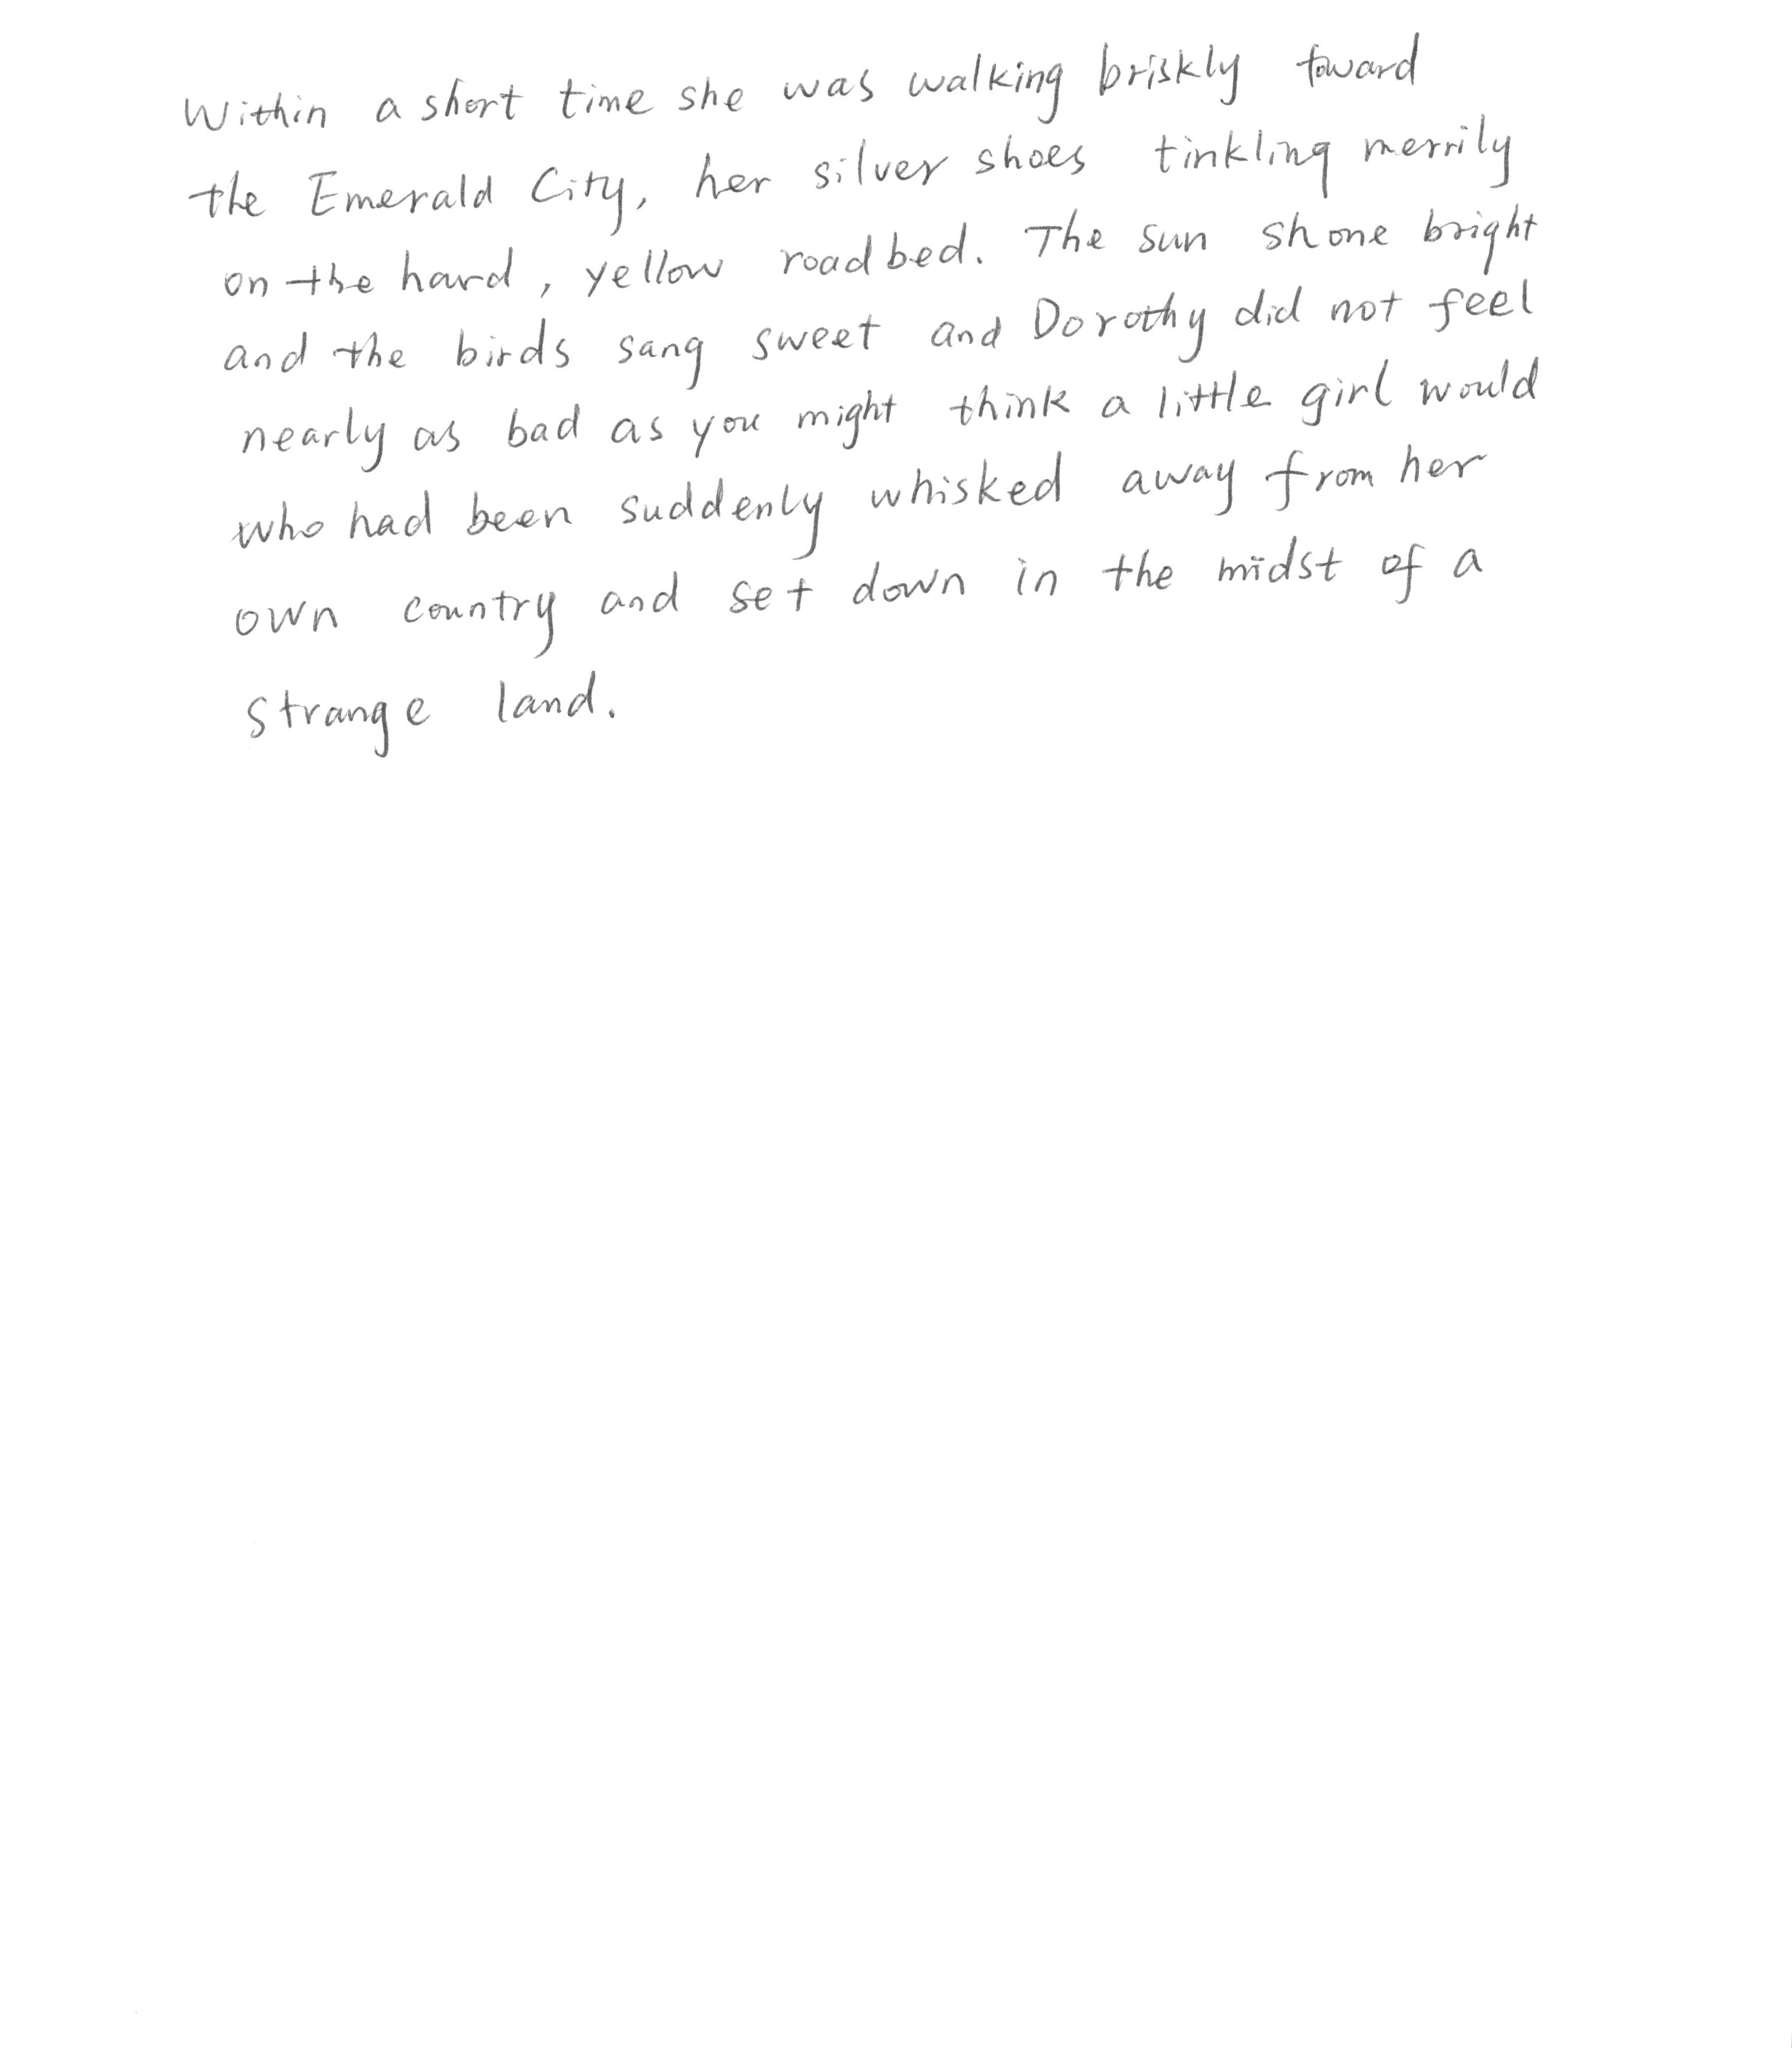 Within a short time she was walking briskly toward
the Emerald City, her silver shoes tinkling merrily
on the hard, yellow roadbed. The sun shone bright
and the birds sang sweet and Dorothy did not feel
nearly as bad as you might think a little girl would
who had been suddenly whisked away from her
own country and set down in the midst of a
strange land.